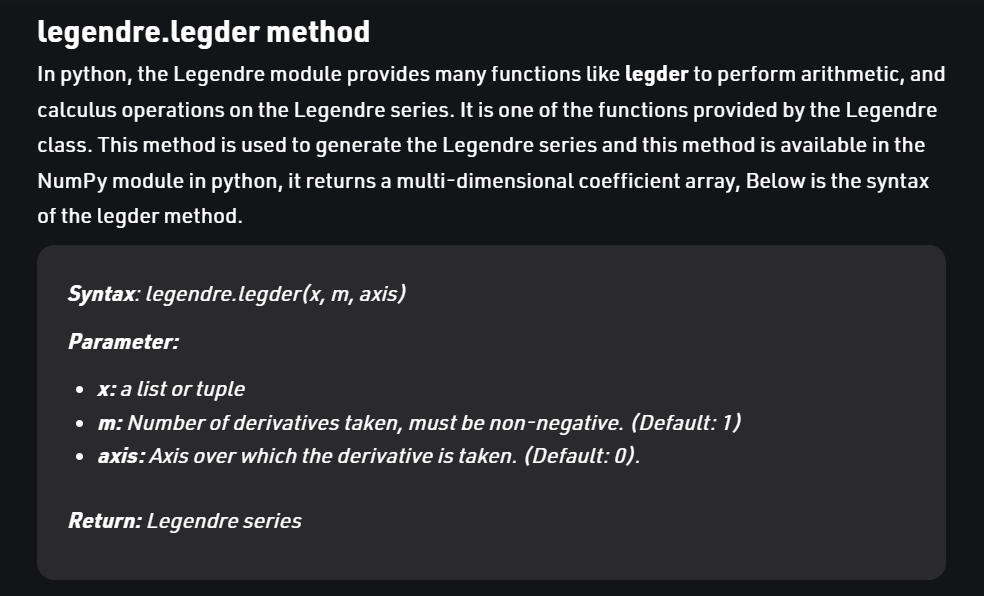 legendre.legder method
In python, the Legendre module provides many functions like legder to perform arithmetic, and
calculus operations on the Legendre series. It is one of the functions provided by the Legendre
class. This method is used to generate the Legendre series and this method is available in the
NumPy module in python, it returns a multi-dimensional coefficient array, Below is the syntax
of the legder method.
Syntax: legendre.legder(x, m, axis)
Parameter:
• x: a list or tuple
• m: Number of derivatives taken, must be non-negative. (Default: 1)
• axis: Axis over which the derivative is taken. (Default: 0).
Return: Legendre series